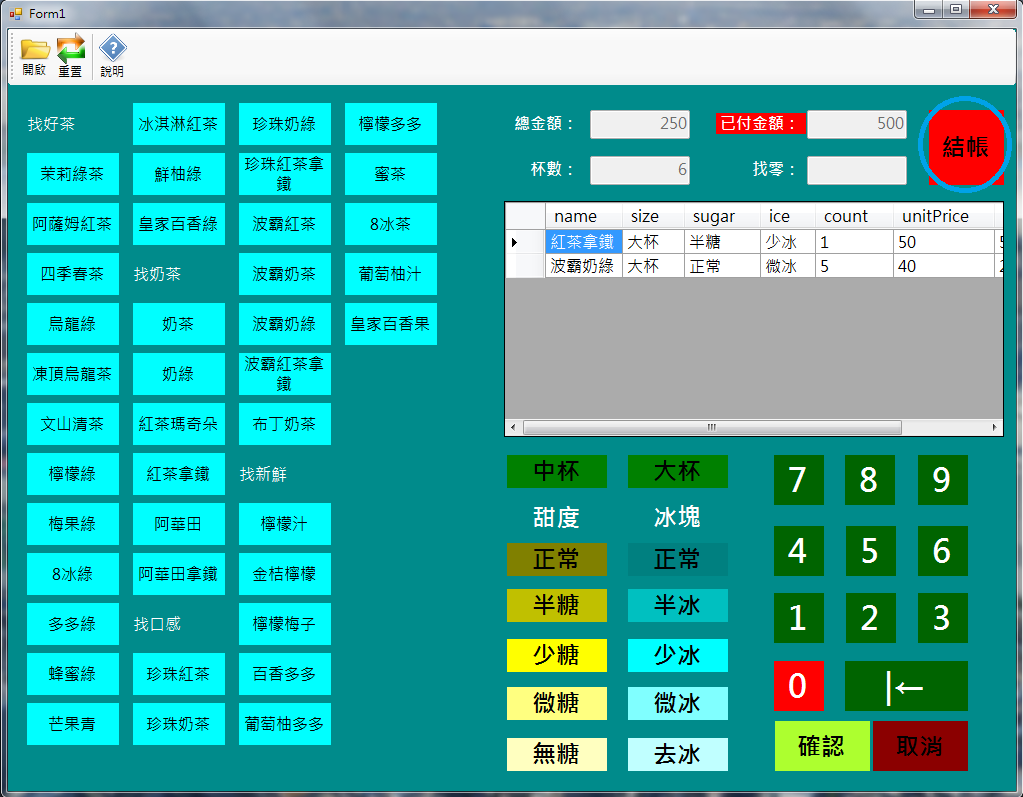 Form1
開啟
重置
說明
找好茶
茉莉綠茶
阿薩姆紅茶
四季春茶
烏龍綠
凍頂烏龍茶
文山清茶
檸檬綠
梅果綠
8冰綠
多多綠
蜂蜜綠
芒果青
冰淇淋紅茶
鮮柚綠
皇家百香綠
找奶茶
奶茶
奶綠
紅茶瑪奇朵
紅茶拿鐵
阿華田
阿華田拿鐵
找口感
珍珠紅茶
珍珠奶茶
珍珠奶綠
珍珠紅茶拿
鐵
波霸紅茶
波霸奶茶
波霸奶綠
波霸紅茶拿
鐵
布丁奶茶
找新鮮
檸檬汁
金桔檸檬
檸檬梅子
百香多多
葡萄柚多多
檸檬多多
蜜茶
8冰茶
葡萄柚汁
皇家百香果
總金額： 250 已付金額： 500
杯數： 6 找零：
結帳
name size sugar ice count unitPrice
紅茶拿鐵 大杯 半糖 少冰 1 50
波霸奶綠 大杯 正常 微冰 5 40
中杯 大杯
甜度 冰塊
正常 正常
半糖 半冰
少糖 少冰
微糖 微冰
無糖 去冰
7 8 9
4 5 6
1 2 3
0 |←
確認 取消